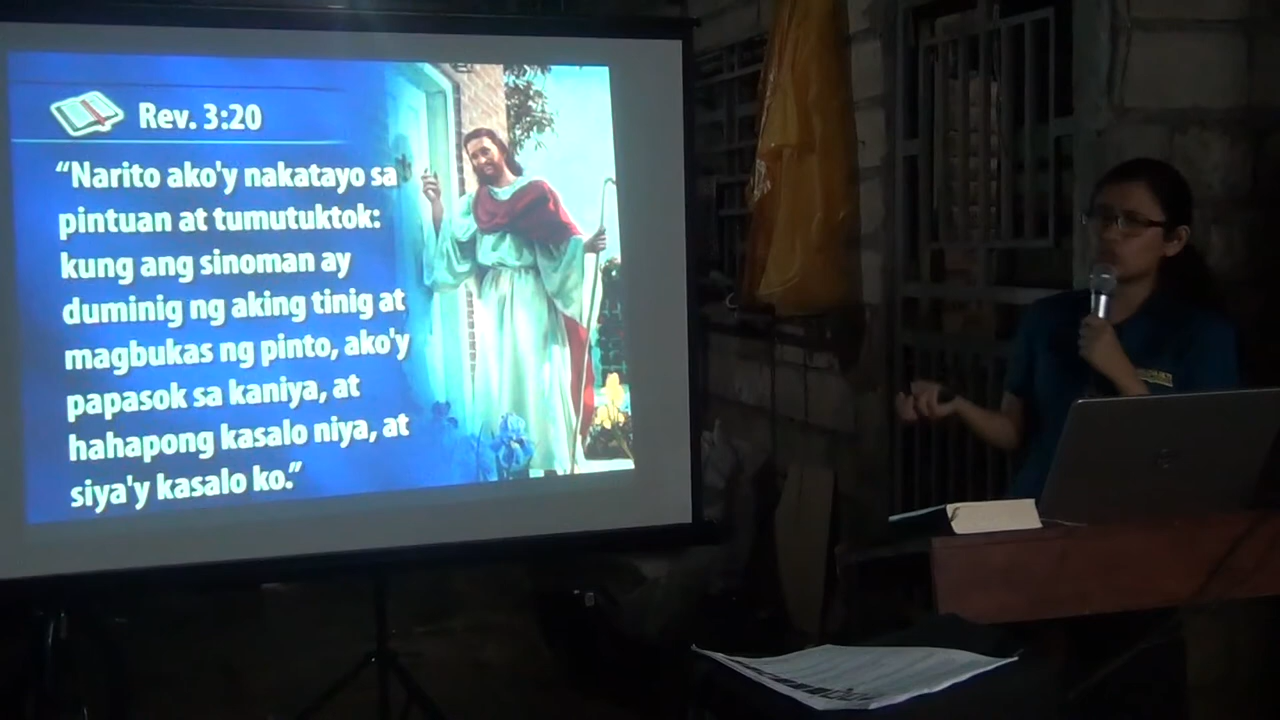 Rev. 3:20
“Narito ako'y nakatayo sa
pintuan at tumutuktok:
kung ang sinoman ay
duminig ng aking tinig at
magbukas ng pinto, ako'y
papasok sa kaniya, at
hahapong kasalo niya, at
siya'y kasalo ko.”